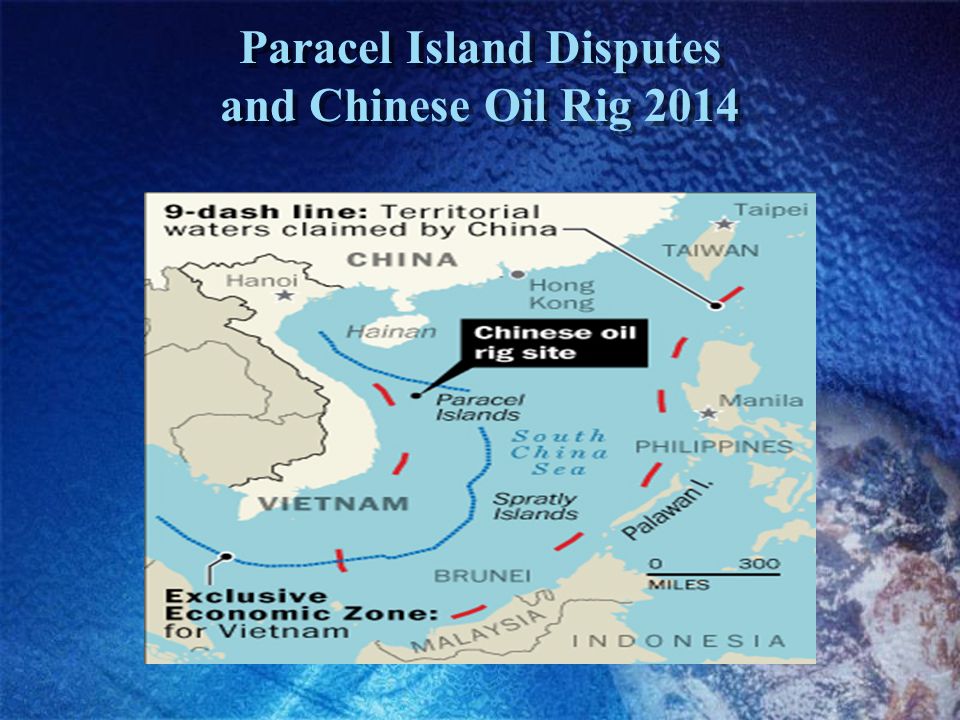 Paracel Island Disputes
and Chinese Oil Rig 2014
9-dash line: Territorial
waters claimed by China
Taipei
TAIWAN
CHINA
Hanoi
Hong
Kong
Hainan
Chinese oil
rig site
Paracel
Islands
Manila
South
China
Sea
PHILIPPINES
VIETNAM
Spratly
Islands
Palawan I.
0 300
MILES
BRUNEI
Exclusive
Economic Zone:
for Vietnam
MALAYSIA
INDONESIA